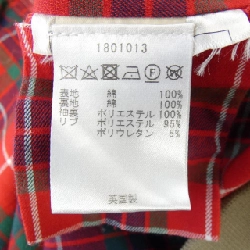 1801013
表地 綿 100%
裏地 綿 100%
袖裏 ポリエステル 100%
リブ ポリエステル 95%
ポリウレタン 5%
英国製